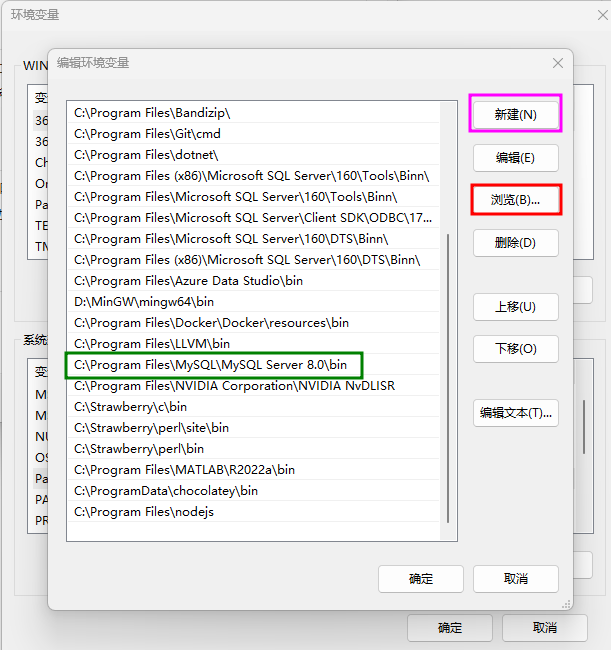 环境变量
WIN
编辑环境变量
变
36
36
Ch
On
Pa
TE
TM
系统
变
M
M
NU
OS
Pa
PA
PR
C:\Program Files\Bandizip\
C:\Program Files\Git\cmd
C:\Program Files\dotnet\
C:\Program Files (x86)\Microsoft SQL Server\160\Tools\Binn\
C:\Program Files\Microsoft SQL Server\160\Tools\Binn\
C:\Program Files\Microsoft SQL Server\Client SDK\ODBC\17...
C:\Program Files\Microsoft SQL Server\160\DTS\Binn\
C:\Program Files (x86)\Microsoft SQL Server\160\DTS\Binn\
C:\Program Files\Azure Data Studio\bin
D:\MinGW\mingw64\bin
C:\Program Files\Docker\Docker\resources\bin
C:\Program Files\LLVM\bin
C:\Program Files\MySQL\MySQL Server 8.0\bin
C:\Program Files\NVIDIA Corporation\NVIDIA NvDLISR
C:\Strawberry\c\bin
C:\Strawberry\perl\site\bin
C:\Strawberry\perl\bin
C:\Program Files\MATLAB\R2022a\bin
C:\ProgramData\chocolatey\bin
C:\Program Files\nodejs
新建(N)
编辑(E)
浏览(B)...
删除(D)
上移(U)
下移(O)
编辑文本(T)...
确定
取消
确定
取消